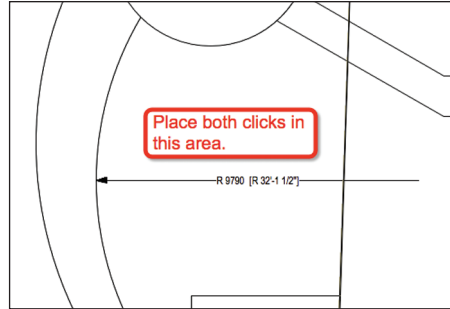 Place both clicks in
this area.
R 9790 [R 32'-1 1/2"]